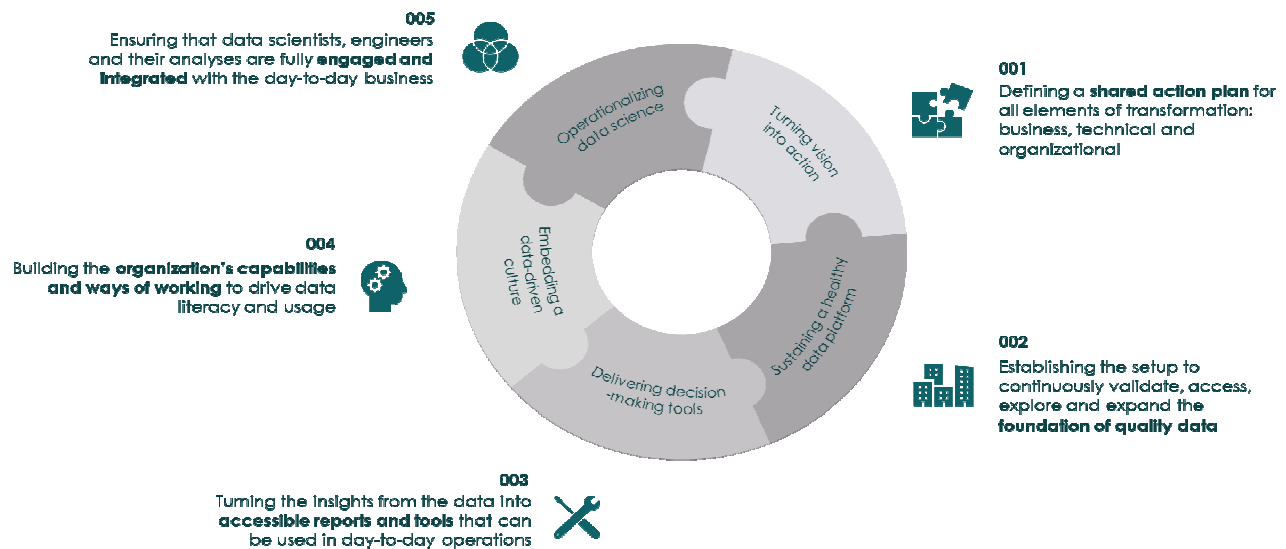 005
Ensuring that data scientists, engineers
and their analyses are fully engaged and
integrated with the day-to-day business
001
Defining a shared action plan for
all elements of transformation:
business, technical and
organizational
Operationalizing
data science
Turning vision
into action
004
Building the organization's capabilities
and ways of working to drive data
literacy and usage
Embedding a
data-driven
culture
Sustaining a healthy
data platform
002
Establishing the setup to
continuously validate, access,
explore and expand the
foundation of quality data
Delivering decision
-making tools
003
Turning the insights from the data into
accessible reports and tools that can
be used in day-to-day operations